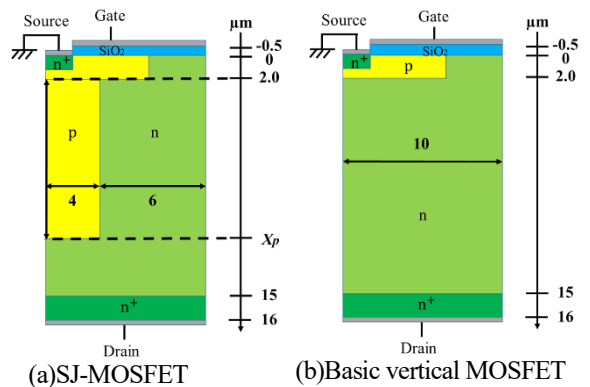 Gate
Source
µm
SiO₂
-0.5
0
n⁺
2.0
p
n
4
6
Xp
15
n⁺
16
Drain
(a)SJ-MOSFET
Gate
Source
µm
SiO₂
-0.5
0
n⁺
p
2.0
10
n
15
n⁺
16
Drain
(b)Basic vertical MOSFET